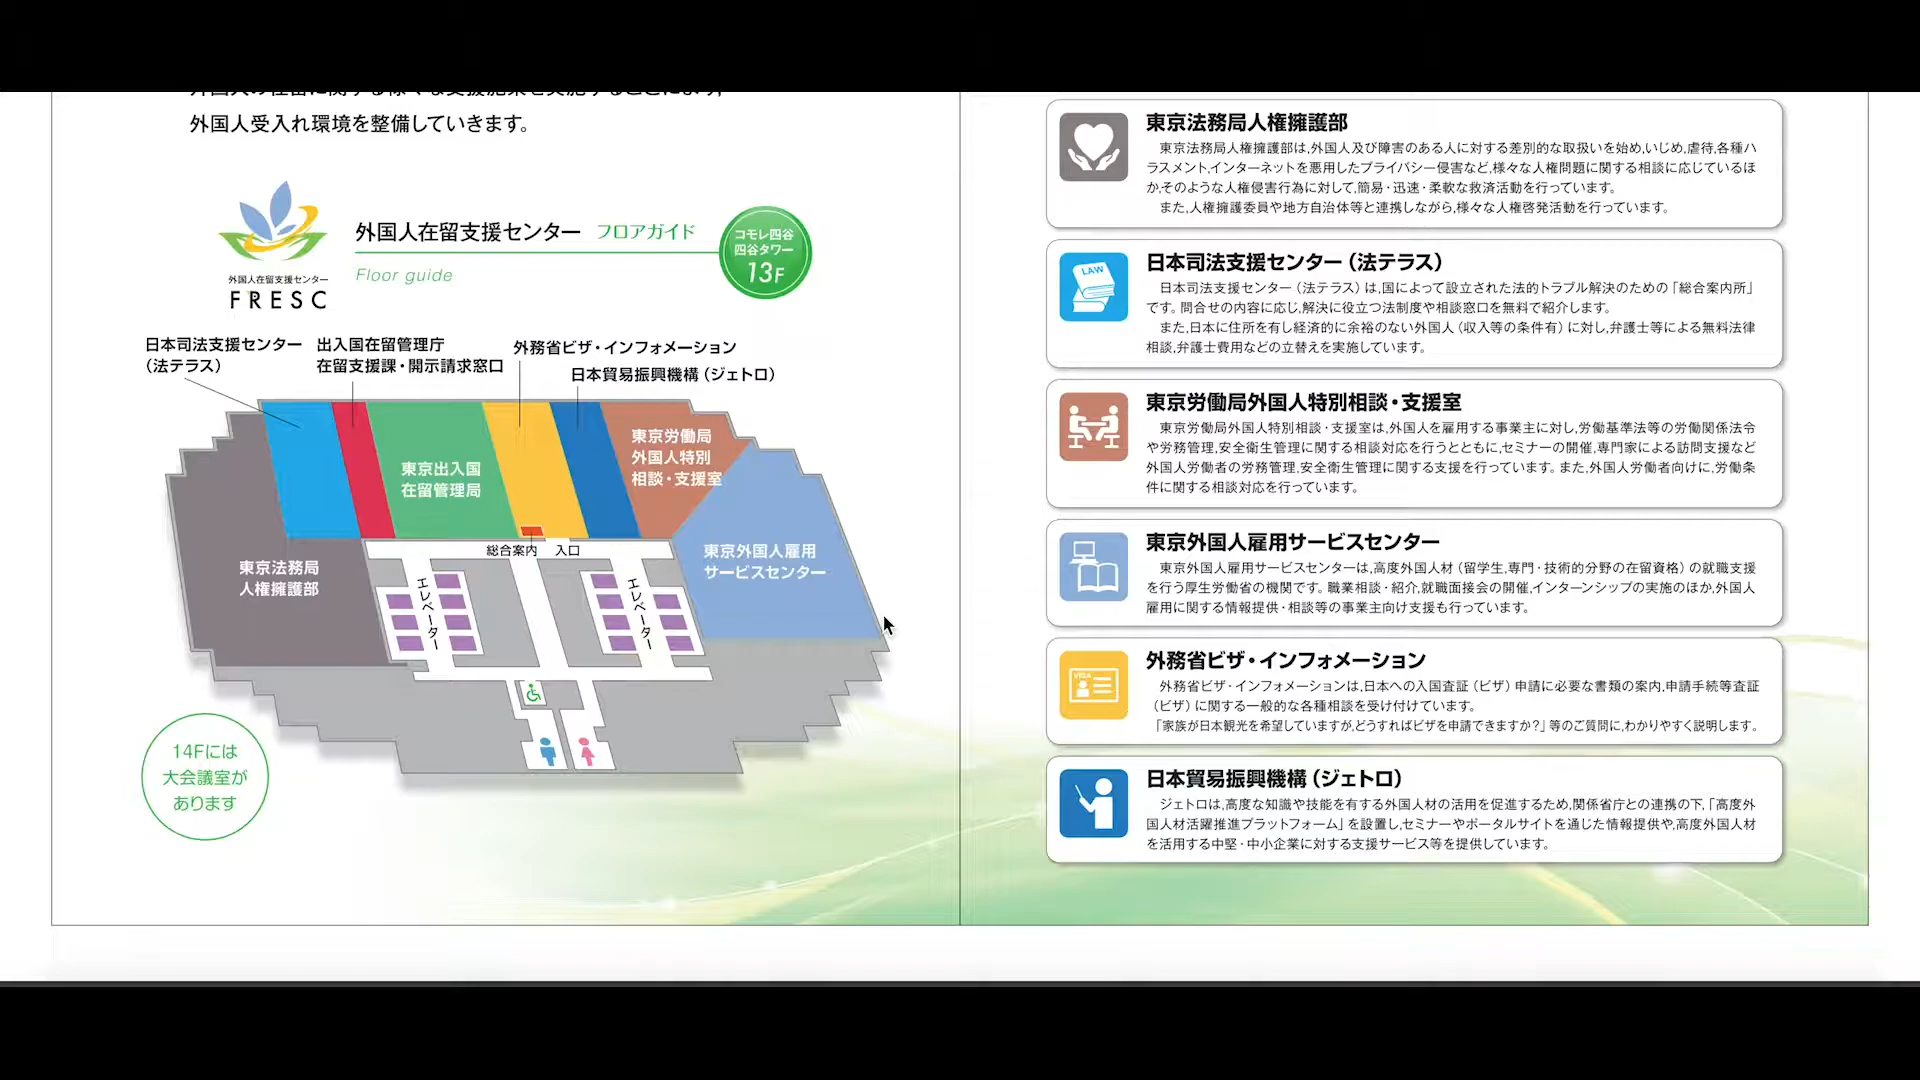 外国人の在留に関する様々な支援施策を実施することにより,
外国人受入れ環境を整備していきます。
外国人在留支援センター
FRESC
外国人在留支援センター フロアガイド
Floor guide
コモレ四谷
四谷タワー
13F
日本司法支援センター
（法テラス）
出入国在留管理庁
在留支援課・開示請求窓口
外務省ビザ・インフォメーション
日本貿易振興機構（ジェトロ）
東京出入国
在留管理局
東京労働局
外国人特別
相談・支援室
東京法務局
人権擁護部
総合案内 入口
エレベーター
エレベーター
東京外国人雇用
サービスセンター
14Fには
大会議室が
あります
東京法務局人権擁護部
東京法務局人権擁護部は,外国人及び障害のある人に対する差別的な取扱いを始め,いじめ,虐待,各種ハ
ラスメント,インターネットを悪用したプライバシー侵害など,様々な人権問題に関する相談に応じているほ
か,そのような人権侵害行為に対して,簡易・迅速・柔軟な救済活動を行っています。
また,人権擁護委員や地方自治体等と連携しながら,様々な人権啓発活動を行っています。
LAW
日本司法支援センター（法テラス）
日本司法支援センター（法テラス）は,国によって設立された法的トラブル解決のための「総合案内所」
です。問合せの内容に応じ,解決に役立つ法制度や相談窓口を無料で紹介します。
また,日本に住所を有し経済的に余裕のない外国人（収入等の条件有）に対し,弁護士等による無料法律
相談,弁護士費用などの立替えを実施しています。
東京労働局外国人特別相談・支援室
東京労働局外国人特別相談・支援室は,外国人を雇用する事業主に対し,労働基準法等の労働関係法令
や労務管理,安全衛生管理に関する相談対応を行うとともに,セミナーの開催,専門家による訪問支援など
外国人労働者の労務管理,安全衛生管理に関する支援を行っています。また,外国人労働者向けに,労働条
件に関する相談対応を行っています。
東京外国人雇用サービスセンター
東京外国人雇用サービスセンターは,高度外国人材（留学生,専門・技術的分野の在留資格）の就職支援
を行う厚生労働省の機関です。職業相談・紹介,就職面接会の開催,インターンシップの実施のほか,外国人
雇用に関する情報提供・相談等の事業主向け支援も行っています。
VISA
外務省ビザ・インフォメーション
外務省ビザ・インフォメーションは,日本への入国査証（ビザ）申請に必要な書類の案内,申請手続等査証
（ビザ）に関する一般的な各種相談を受け付けています。
「家族が日本観光を希望していますが,どうすればビザを申請できますか？」等のご質問に,わかりやすく説明します。
日本貿易振興機構（ジェトロ）
ジェトロは,高度な知識や技能を有する外国人材の活用を促進するため,関係省庁との連携の下,「高度外
国人材活躍推進プラットフォーム」を設置し,セミナーやポータルサイトを通じた情報提供や,高度外国人材
を活用する中堅・中小企業に対する支援サービス等を提供しています。